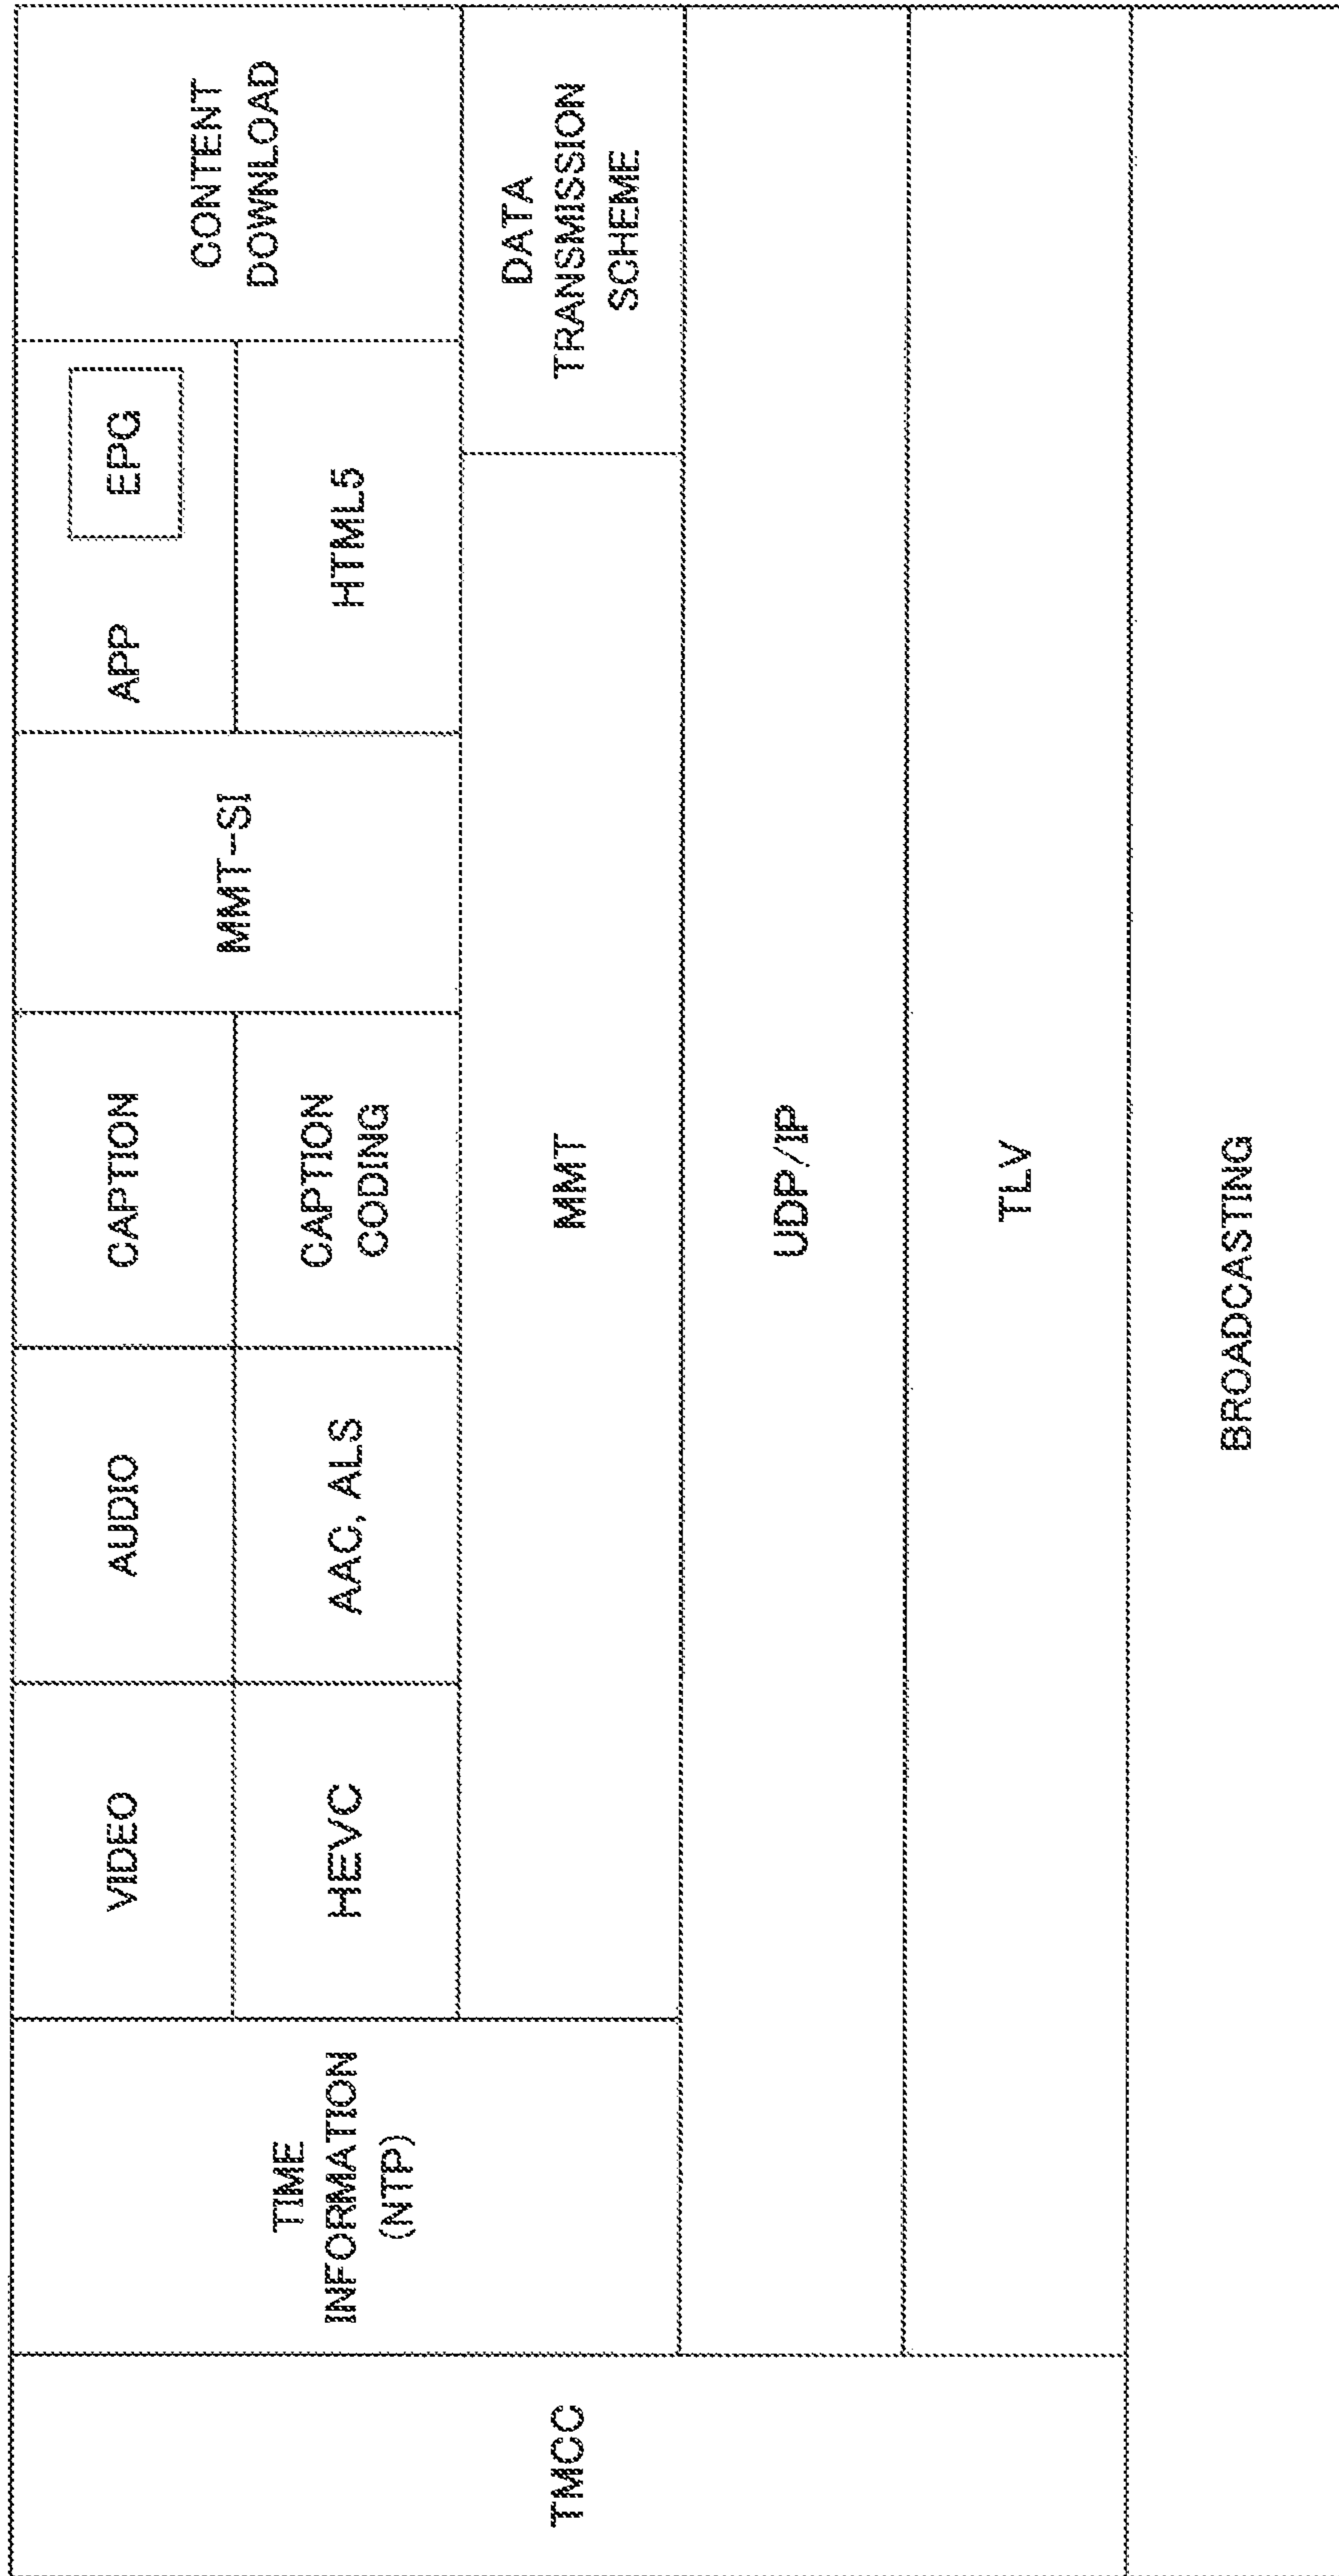 TMCC
TIME
INFORMATION
(NTP)
VIDEO
AUDIO
CAPTION
MMT-SI
APP
EPG
CONTENT
DOWNLOAD
HEVC
AAC, ALS
CAPTION
CODING
HTML5
MMT
DATA
TRANSMISSION
SCHEME
UDP/IP
TLV
BROADCASTING